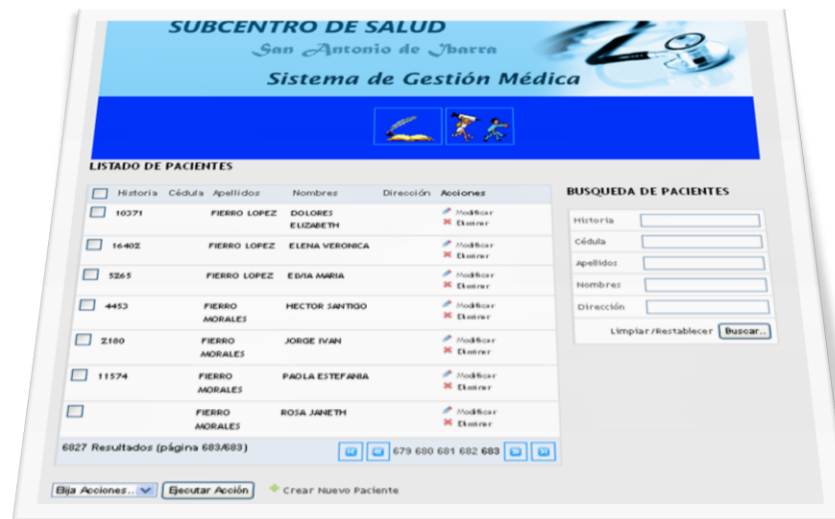 SUBCENTRO DE SALUD
San Antonio de Ibarra
Sistema de Gestión Médica
LISTADO DE PACIENTES
Historia Cédula Apellidos Nombres Dirección Acciones
10371 FIERRO LOPEZ DOLORES ELIZABETH Modificar Eliminar
16402 FIERRO LOPEZ ELENA VERONICA Modificar Eliminar
5265 FIERRO LOPEZ ELVIA MARIA Modificar Eliminar
4453 FIERRO MORALES HECTOR SANTIGO Modificar Eliminar
2180 FIERRO MORALES JORGE IVAN Modificar Eliminar
11574 FIERRO MORALES PAOLA ESTEFANIA Modificar Eliminar
FIERRO MORALES ROSA JANETH Modificar Eliminar
6827 Resultados (página 683/683) 679 680 681 682 683
Elija Acciones... Ejecutar Acción Crear Nuevo Paciente
BUSQUEDA DE PACIENTES
Historia
Cédula
Apellidos
Nombres
Dirección
Limpiar/Restablecer Buscar..